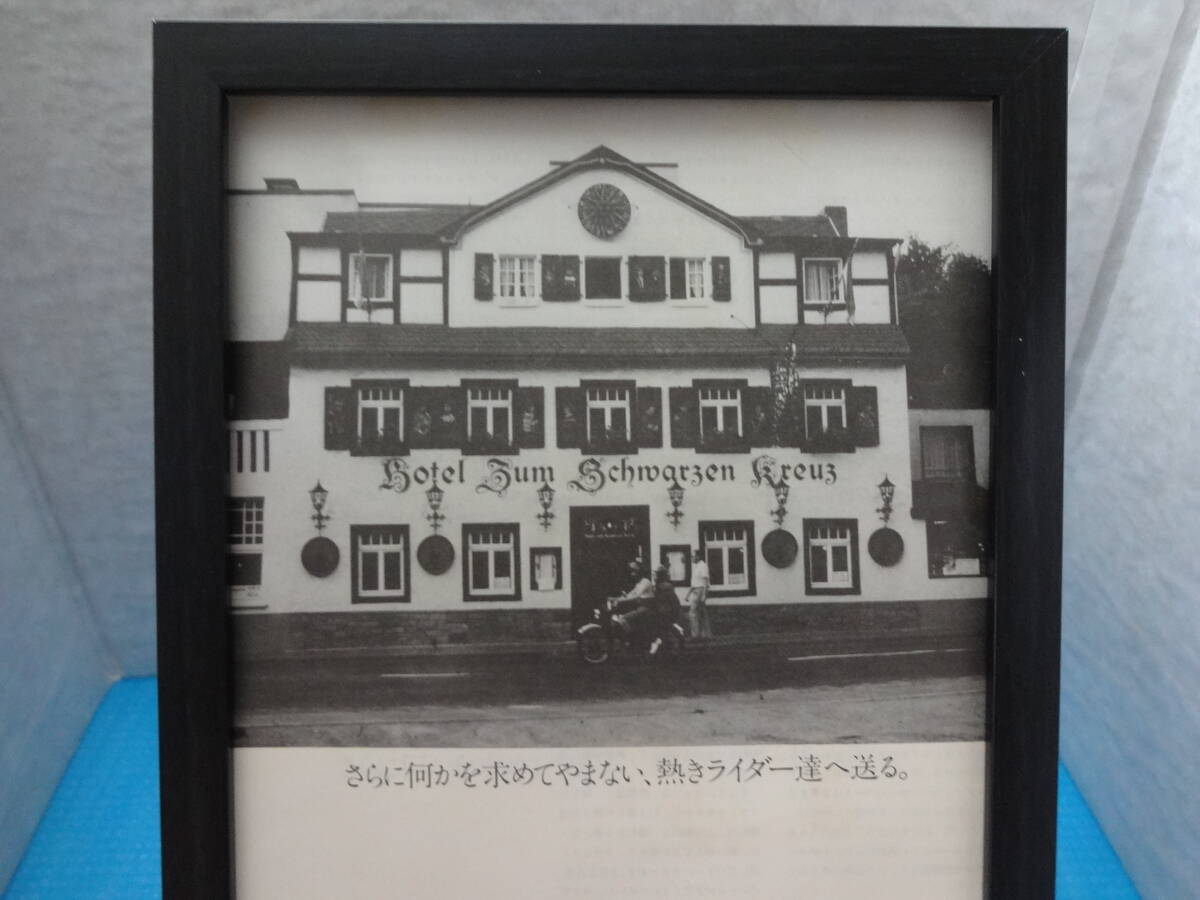 Hotel Zum Schwarzen Kreuz
さらに何かを求めてやまない、熱きライダー達へ送る。